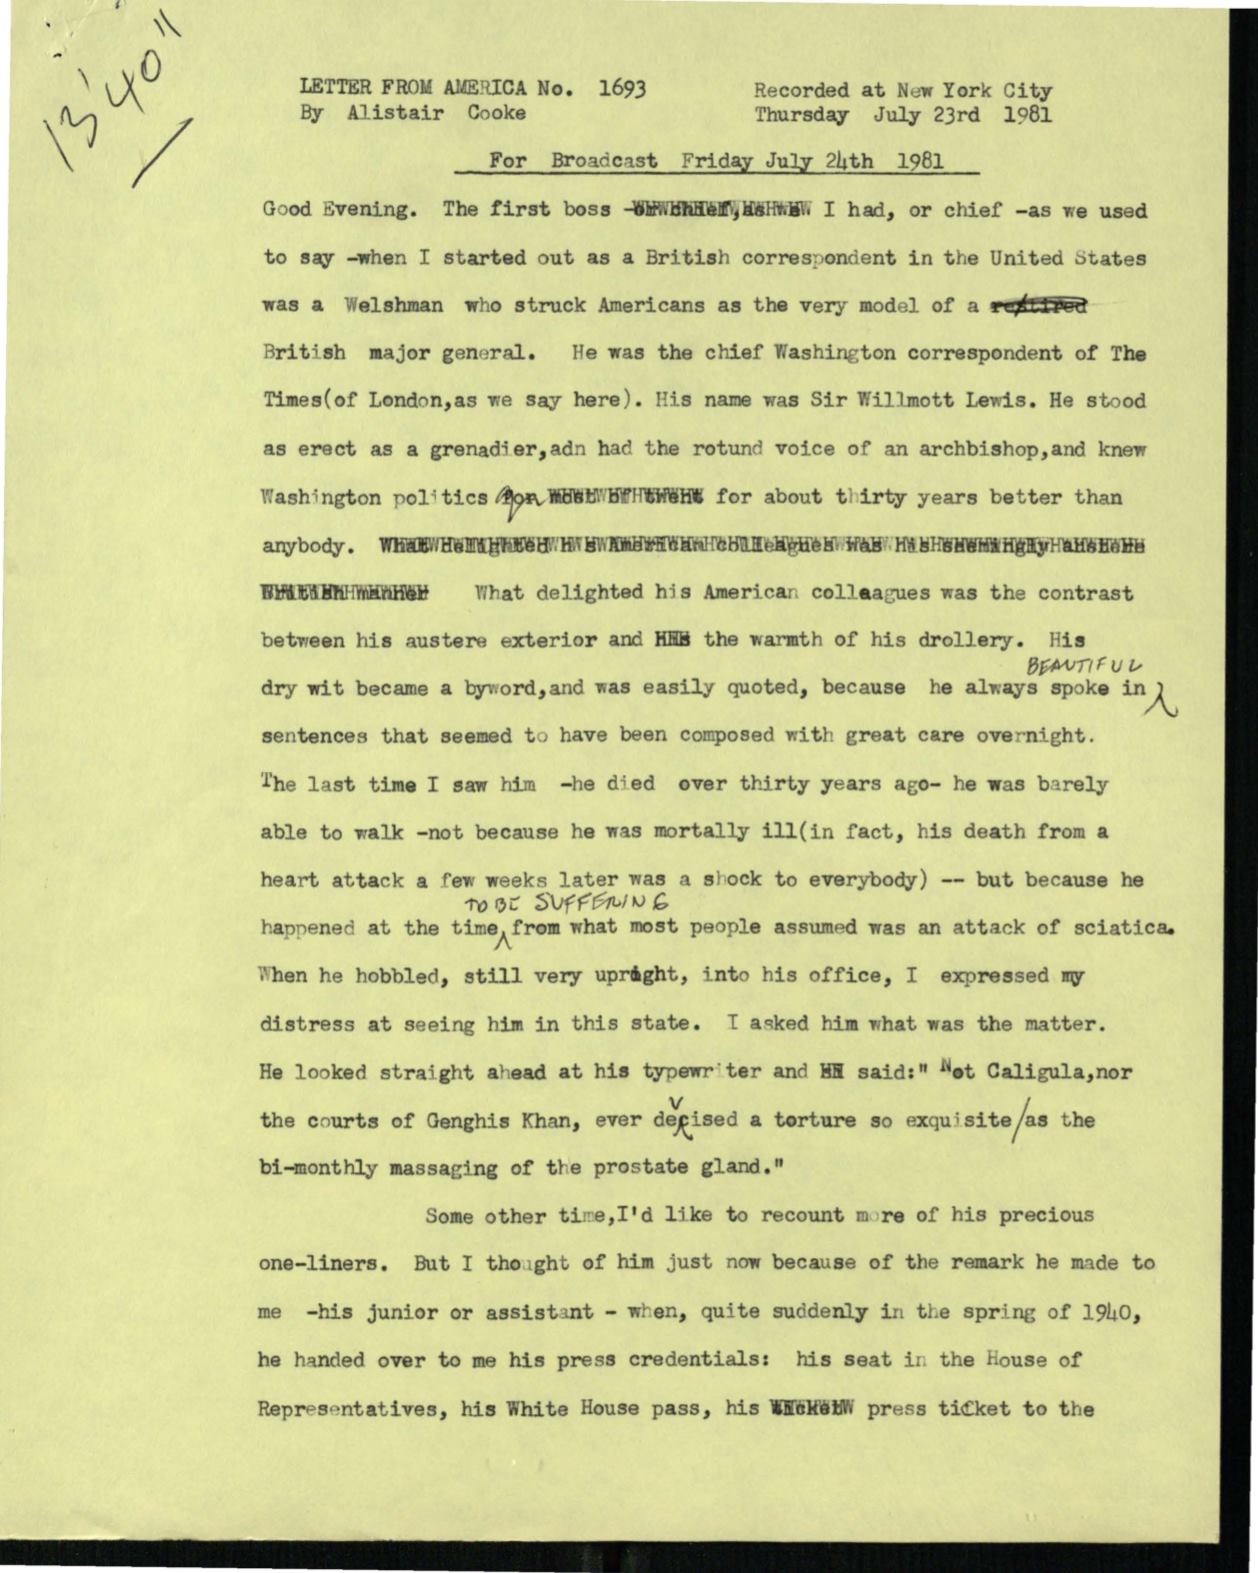 13'40"
LETTER FROM AMERICA No. 1693 Recorded at New York City
By Alistair Cooke Thursday July 23rd 1981
For Broadcast Friday July 24th 1981
Good Evening. The first boss - I had, or chief -as we used
to say -when I started out as a British correspondent in the United States
was a Welshman who struck Americans as the very model of a retired
British major general. He was the chief Washington correspondent of The
Times(of London,as we say here). His name was Sir Willmott Lewis. He stood
as erect as a grenadier,adn had the rotund voice of an archbishop,and knew
Washington politics for about thirty years better than
anybody. What delighted his American colleagues was his seemingly
What delighted his American colleagues was the contrast
between his austere exterior and the warmth of his drollery. His
BEAUTIFUL
dry wit became a byword,and was easily quoted, because he always spoke in
sentences that seemed to have been composed with great care overnight.
The last time I saw him -he died over thirty years ago- he was barely
able to walk -not because he was mortally ill(in fact, his death from a
heart attack a few weeks later was a shock to everybody) -- but because he
TO BE SUFFERING
happened at the time from what most people assumed was an attack of sciatica.
When he hobbled, still very upright, into his office, I expressed my
distress at seeing him in this state. I asked him what was the matter.
He looked straight ahead at his typewriter and said:" Not Caligula,nor
V
the courts of Genghis Khan, ever decised a torture so exquisite/as the
bi-monthly massaging of the prostate gland."
Some other time,I'd like to recount more of his precious
one-liners. But I thought of him just now because of the remark he made to
me -his junior or assistant - when, quite suddenly in the spring of 1940,
he handed over to me his press credentials: his seat in the House of
Representatives, his White House pass, his press ticket to the